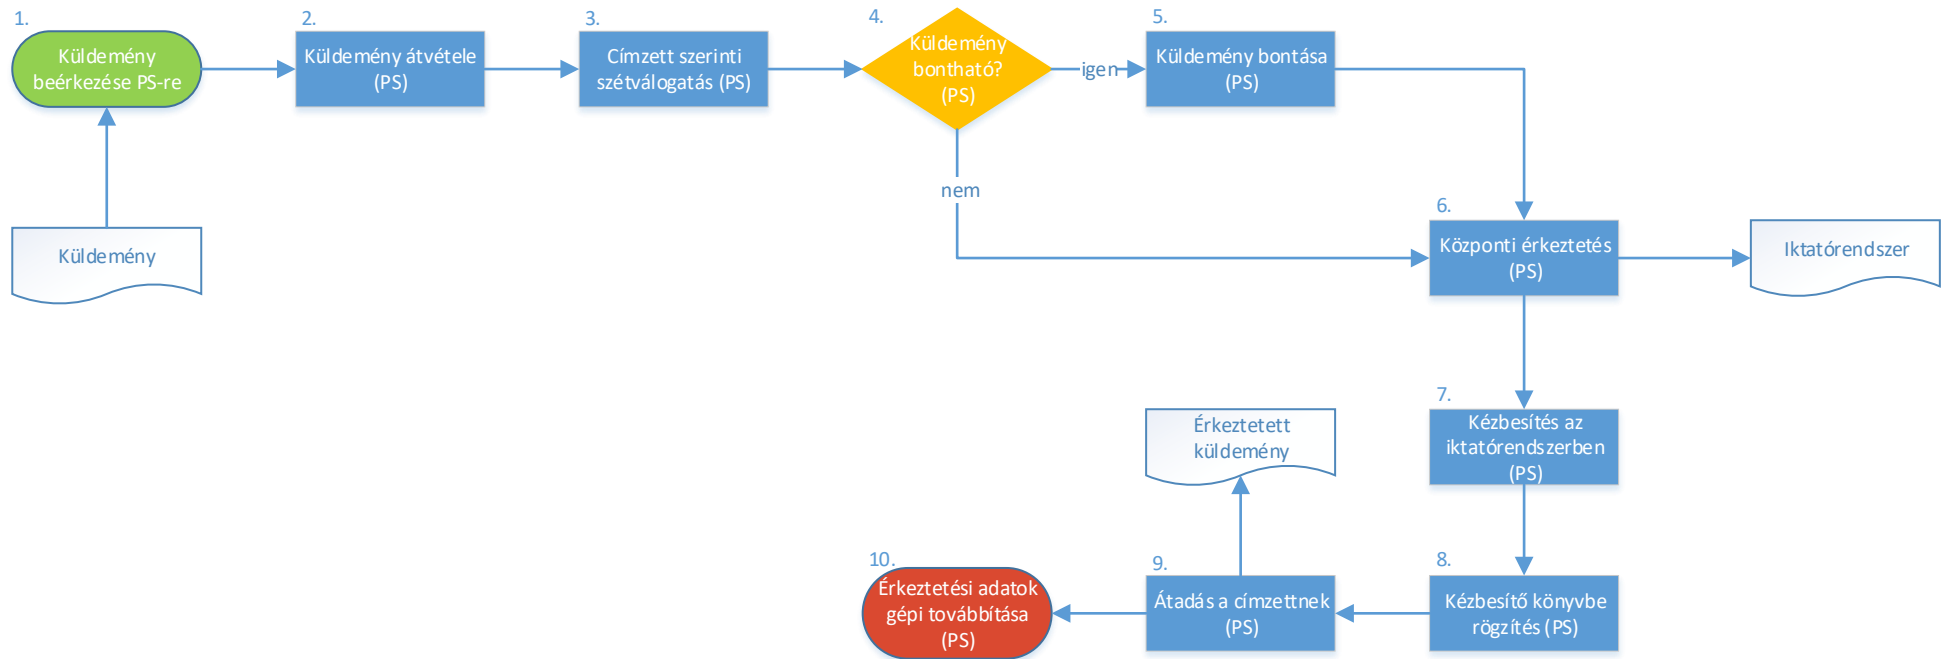 1.
Küldemény
beérkezése PS-re
2.
Küldemény átvétele
(PS)
3.
Címzett szerinti
szétválogatás (PS)
4.
Küldemény
bontható?
(PS)
igen
5.
Küldemény bontása
(PS)
nem
Küldemény
6.
Központi érkeztetés
(PS)
Iktatórendszer
7.
Kézbesítés az
iktatórendszerben
(PS)
Érkeztetett
küldemény
8.
Kézbesítő könyvbe
rögzítés (PS)
9.
Átadás a címzettnek
(PS)
10.
Érkeztetési adatok
gépi továbbítása
(PS)